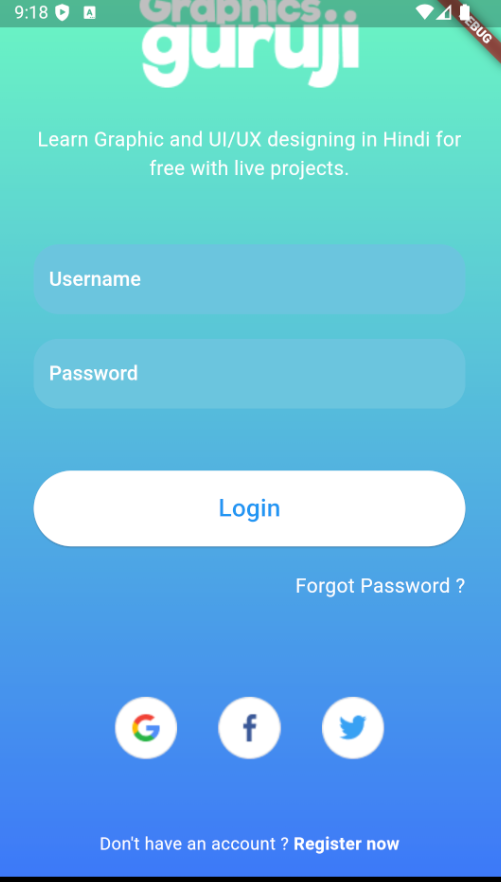 9:18
A
DEBUG
Graphics
guruji
Learn Graphic and UI/UX designing in Hindi for
free with live projects.
Username
Password
Login
Forgot Password ?
Don't have an account ? Register now